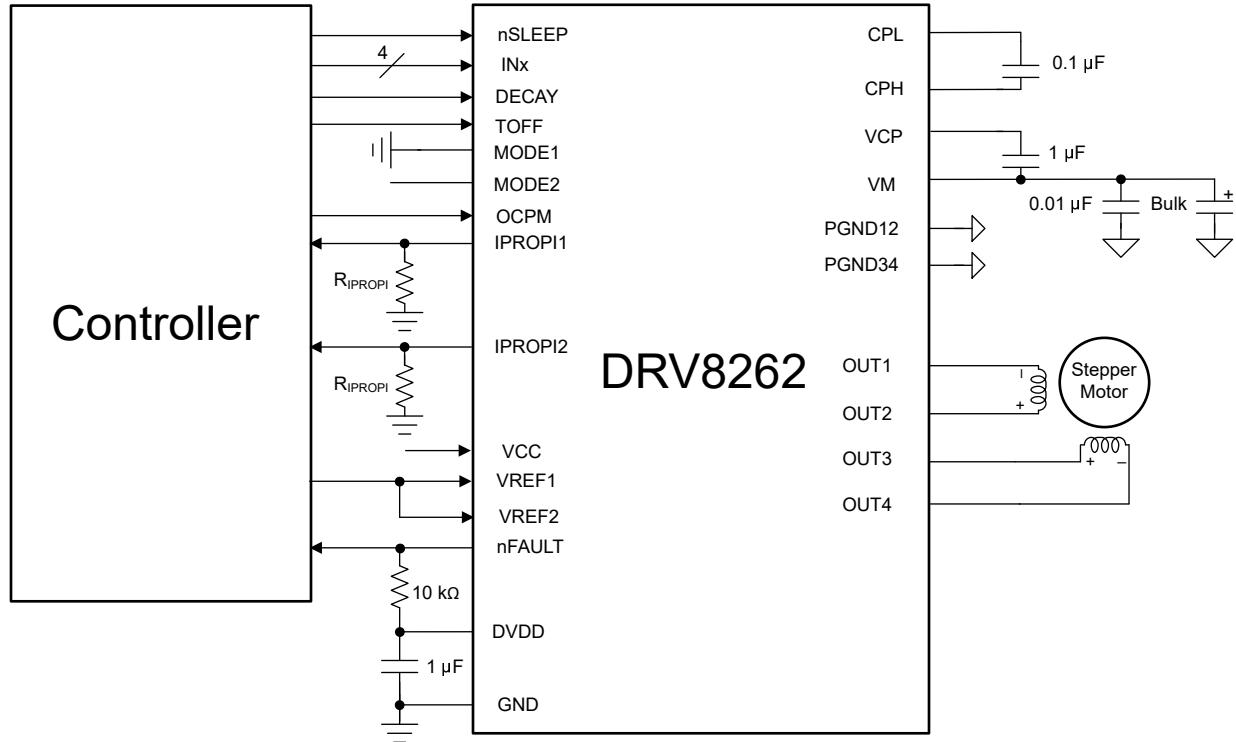 Controller
4
nSLEEP
INx
DECAY
TOFF
MODE1
MODE2
OCPM
IPROPI1
RIPROPI
IPROPI2
RIPROPI
VCC
VREF1
VREF2
nFAULT
10 kΩ
DVDD
1 µF
GND
DRV8262
CPL
0.1 µF
CPH
VCP
1 µF
VM
0.01 µF
Bulk
+
PGND12
PGND34
OUT1
−
Stepper
Motor
OUT2
+
OUT3
+
−
OUT4